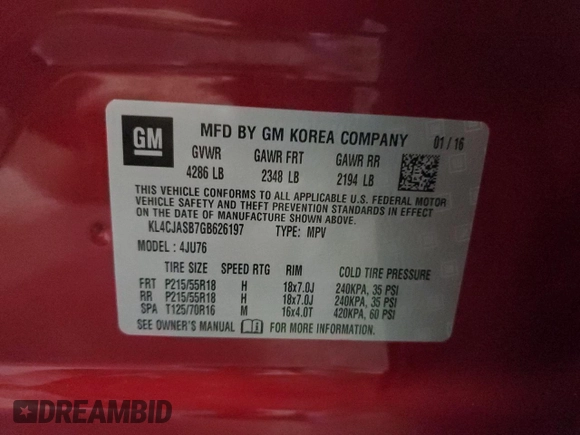 GM
MFD BY GM KOREA COMPANY 01/16
GVWR GAWR FRT GAWR RR
4286 LB 2348 LB 2194 LB
THIS VEHICLE CONFORMS TO ALL APPLICABLE U.S. FEDERAL MOTOR
VEHICLE SAFETY AND THEFT PREVENTION STANDARDS IN EFFECT
ON THE DATE OF MANUFACTURE SHOWN ABOVE.
KL4CJASB7GB626197 TYPE: MPV
MODEL : 4JU76
TIRE SIZE SPEED RTG RIM COLD TIRE PRESSURE
FRT P215/55R18 H 18x7.0J 240KPA, 35 PSI
RR P215/55R18 H 18x7.0J 240KPA, 35 PSI
SPA T125/70R16 M 16x4.0T 420KPA, 60 PSI
SEE OWNER'S MANUAL i FOR MORE INFORMATION.
DREAMBID